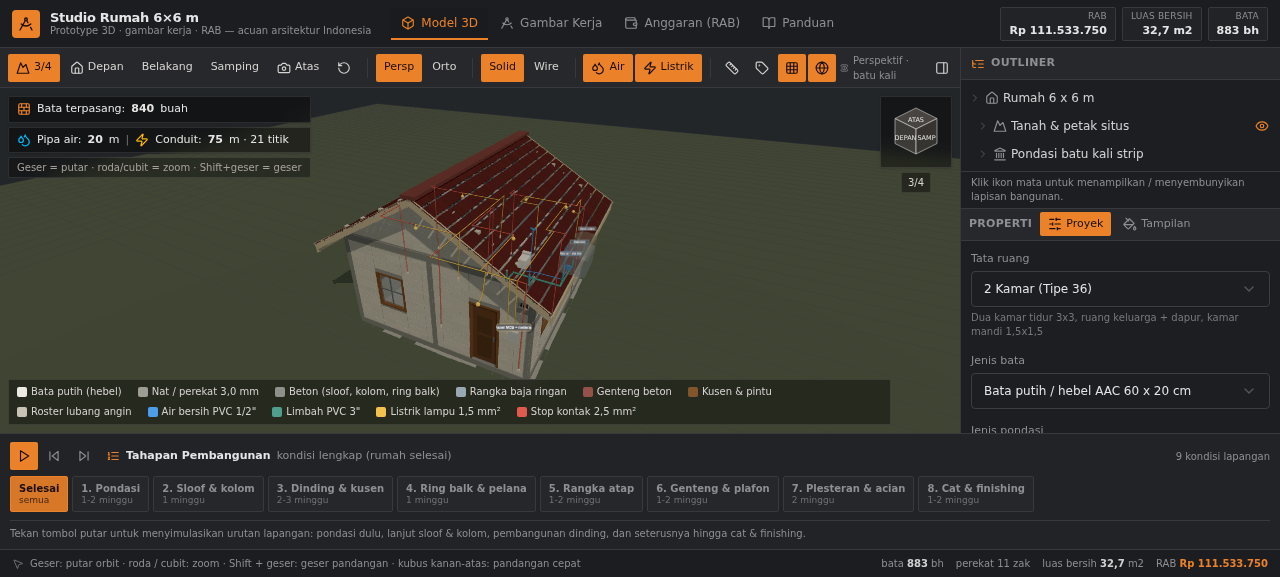 Studio Rumah 6×6 m
Prototype 3D · gambar kerja · RAB — acuan arsitektur Indonesia
Model 3D
Gambar Kerja
Anggaran (RAB)
Panduan
RAB
Rp 111.533.750
LUAS BERSIH
32,7 m2
BATA
883 bh
3/4
Depan
Belakang
Samping
Atas
Persp
Orto
Solid
Wire
Air
Listrik
Perspektif ·
batu kali
Bata terpasang: 840 buah
Pipa air: 20 m | Conduit: 75 m · 21 titik
Geser = putar · roda/cubit = zoom · Shift+geser = geser
ATAS
DEPAN
SAMP
3/4
OUTLINER
Rumah 6 x 6 m
Tanah & petak situs
Pondasi batu kali strip
Klik ikon mata untuk menampilkan / menyembunyikan
lapisan bangunan.
PROPERTI
Proyek
Tampilan
Tata ruang
2 Kamar (Tipe 36)
Dua kamar tidur 3x3, ruang keluarga + dapur, kamar
mandi 1,5x1,5
Jenis bata
Bata putih / hebel AAC 60 x 20 cm
Jenis pondasi
Bata putih (hebel)
Nat / perekat 3,0 mm
Beton (sloof, kolom, ring balk)
Rangka baja ringan
Genteng beton
Kusen & pintu
Roster lubang angin
Air bersih PVC 1/2"
Limbah PVC 3"
Listrik lampu 1,5 mm²
Stop kontak 2,5 mm²
Tahapan Pembangunan kondisi lengkap (rumah selesai)
9 kondisi lapangan
Selesai
semua
1. Pondasi
1-2 minggu
2. Sloof & kolom
1 minggu
3. Dinding & kusen
2-3 minggu
4. Ring balk & pelana
1 minggu
5. Rangka atap
1-2 minggu
6. Genteng & plafon
1-2 minggu
7. Plesteran & acian
2 minggu
8. Cat & finishing
1-2 minggu
Tekan tombol putar untuk menyimulasikan urutan lapangan: pondasi dulu, lanjut sloof & kolom, pembangunan dinding, dan seterusnya hingga cat & finishing.
Geser: putar orbit · roda / cubit: zoom · Shift + geser: geser pandangan · kubus kanan-atas: pandangan cepat
bata 883 bh
perekat 11 zak
luas bersih 32,7 m2
RAB Rp 111.533.750